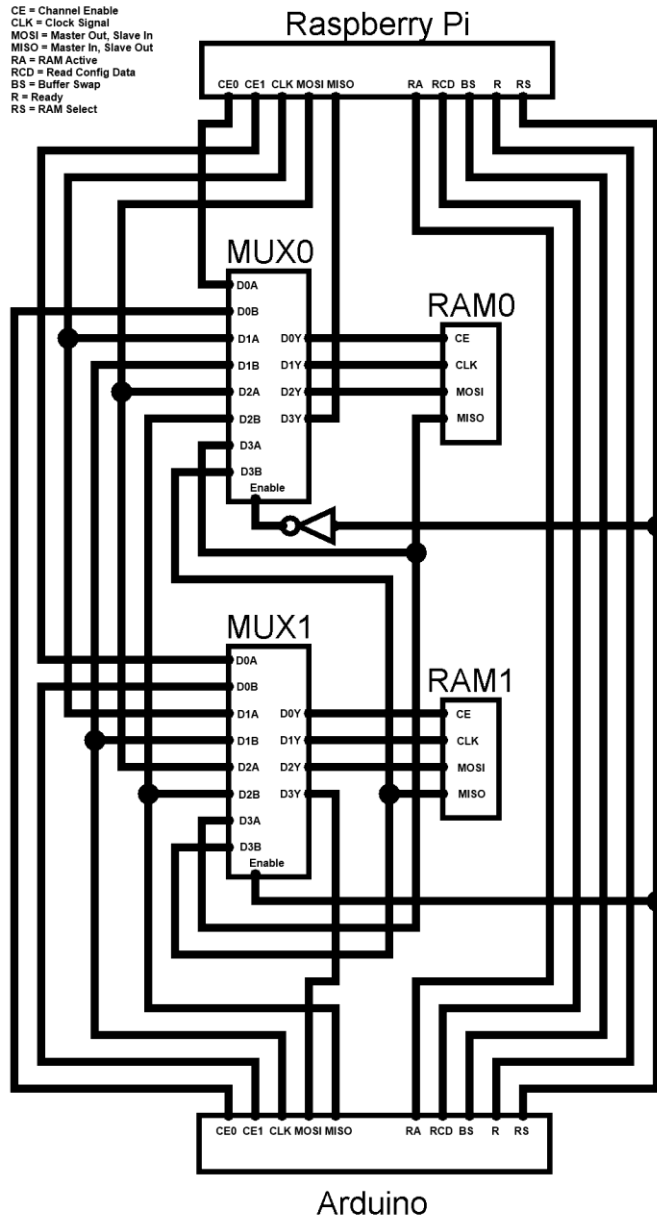 CE = Channel Enable
CLK = Clock Signal
MOSI = Master Out, Slave In
MISO = Master In, Slave Out
RA = RAM Active
RCD = Read Config Data
BS = Buffer Swap
R = Ready
RS = RAM Select
Raspberry Pi
CE0 CE1 CLK MOSI MISO RA RCD BS R RS
MUX0
D0A
D0B
D1A
D1B
D2A
D2B
D3A
D3B
Enable
D0Y
D1Y
D2Y
D3Y
RAM0
CE
CLK
MOSI
MISO
MUX1
D0A
D0B
D1A
D1B
D2A
D2B
D3A
D3B
Enable
D0Y
D1Y
D2Y
D3Y
RAM1
CE
CLK
MOSI
MISO
CE0 CE1 CLK MOSI MISO RA RCD BS R RS
Arduino